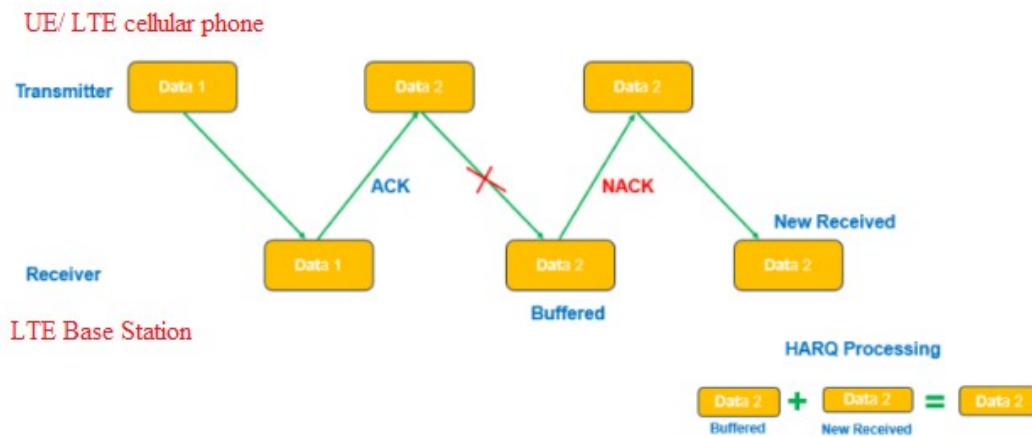 UE/ LTE cellular phone
Transmitter
Data 1
Data 2
Data 2
ACK
NACK
New Received
Receiver
Data 1
Data 2
Data 2
Buffered
LTE Base Station
HARQ Processing
Data 2 + Data 2 = Data 2
Buffered New Received